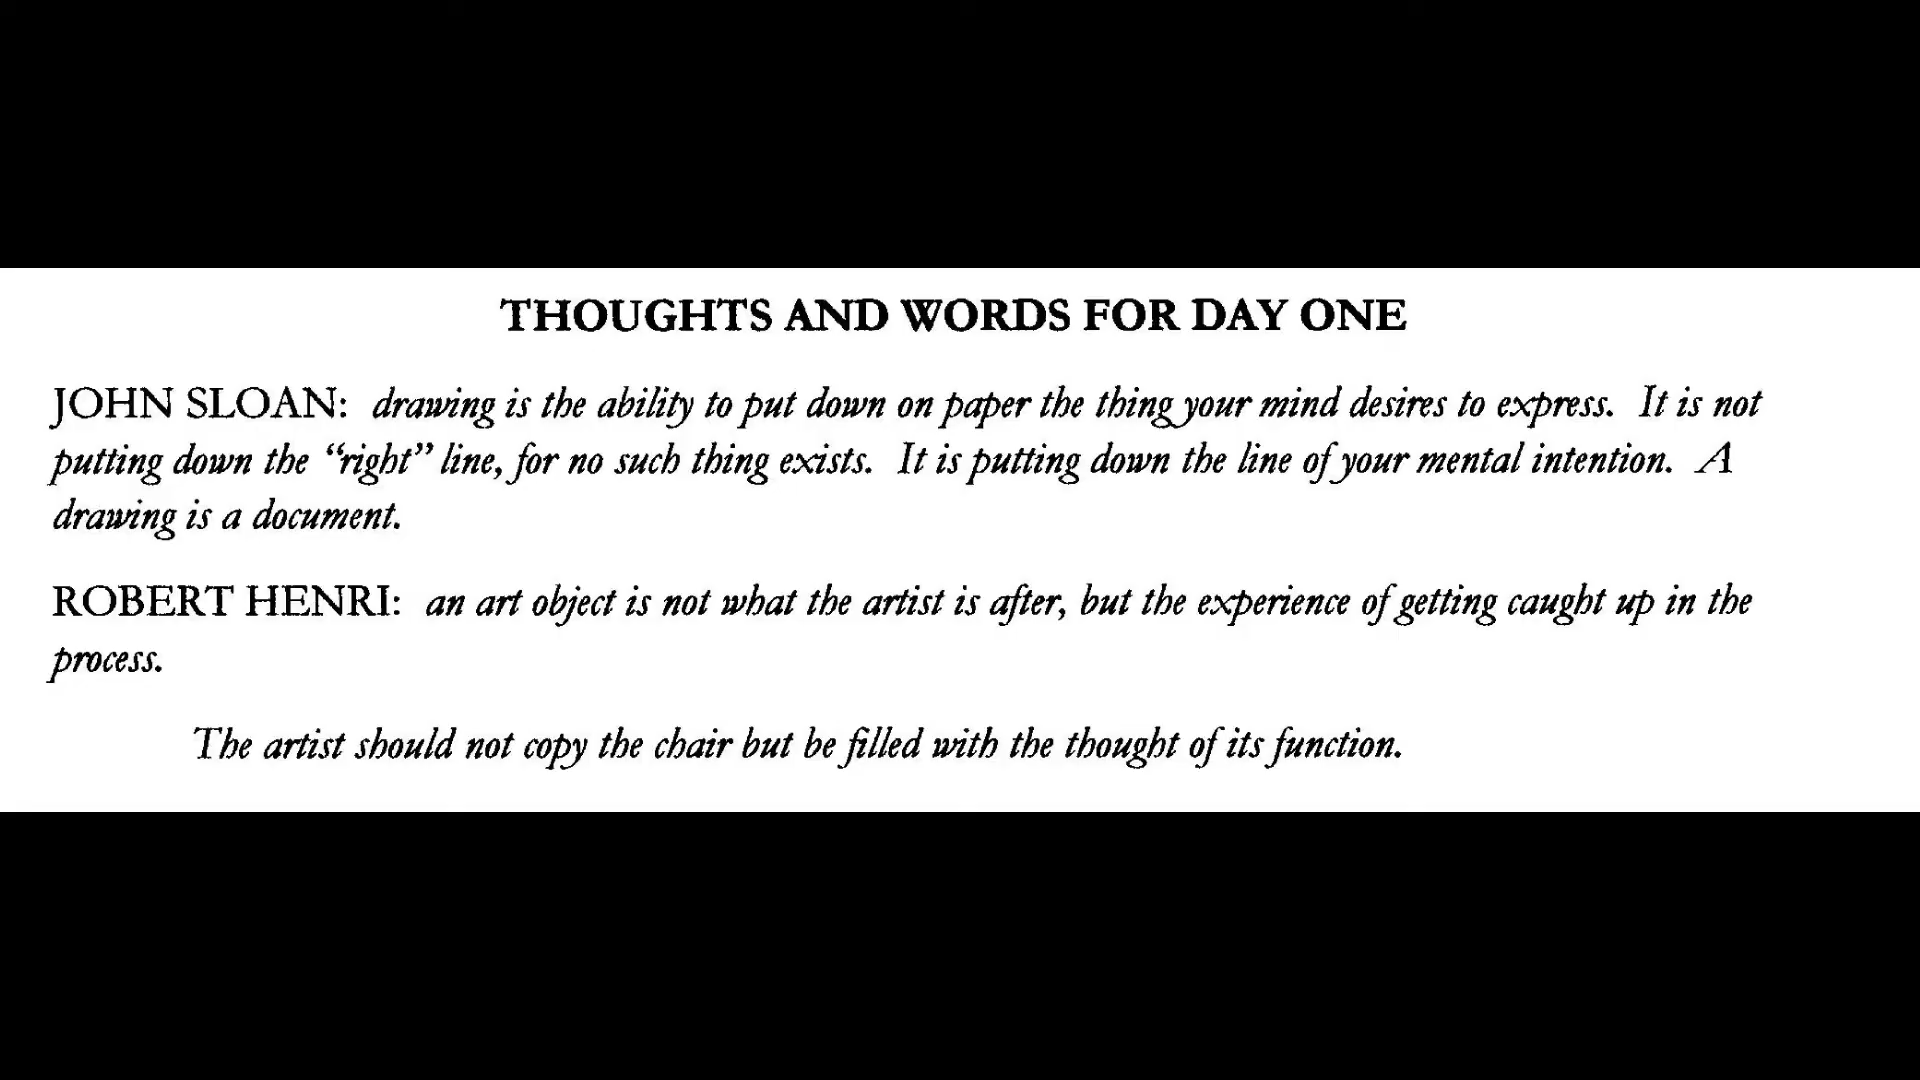 THOUGHTS AND WORDS FOR DAY ONE
JOHN SLOAN: drawing is the ability to put down on paper the thing your mind desires to express. It is not
putting down the “right” line, for no such thing exists. It is putting down the line of your mental intention. A
drawing is a document.
ROBERT HENRI: an art object is not what the artist is after, but the experience of getting caught up in the
process.
The artist should not copy the chair but be filled with the thought of its function.